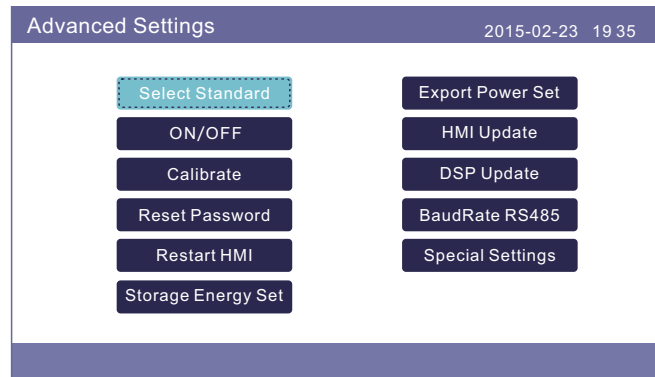 Advanced Settings
2015-02-23 19 35
Select Standard
ON/OFF
Calibrate
Reset Password
Restart HMI
Storage Energy Set
Export Power Set
HMI Update
DSP Update
BaudRate RS485
Special Settings